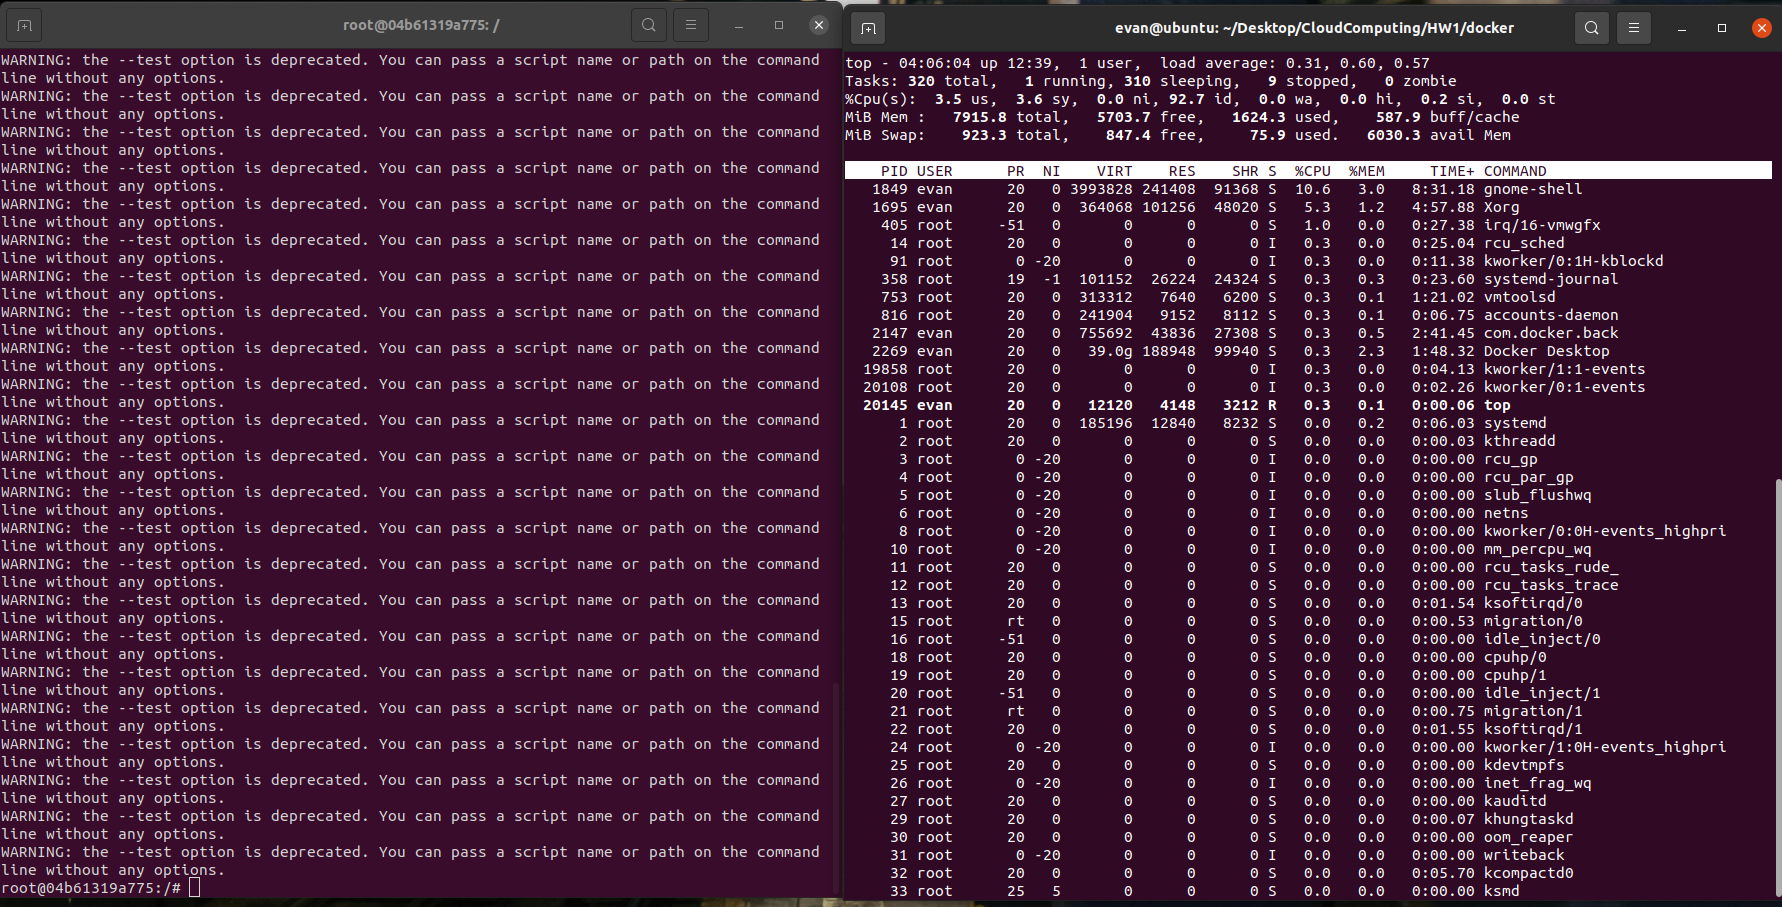 root@04b61319a775: /
WARNING: the --test option is deprecated. You can pass a script name or path on the command
line without any options.
WARNING: the --test option is deprecated. You can pass a script name or path on the command
line without any options.
WARNING: the --test option is deprecated. You can pass a script name or path on the command
line without any options.
WARNING: the --test option is deprecated. You can pass a script name or path on the command
line without any options.
WARNING: the --test option is deprecated. You can pass a script name or path on the command
line without any options.
WARNING: the --test option is deprecated. You can pass a script name or path on the command
line without any options.
WARNING: the --test option is deprecated. You can pass a script name or path on the command
line without any options.
WARNING: the --test option is deprecated. You can pass a script name or path on the command
line without any options.
WARNING: the --test option is deprecated. You can pass a script name or path on the command
line without any options.
WARNING: the --test option is deprecated. You can pass a script name or path on the command
line without any options.
WARNING: the --test option is deprecated. You can pass a script name or path on the command
line without any options.
WARNING: the --test option is deprecated. You can pass a script name or path on the command
line without any options.
WARNING: the --test option is deprecated. You can pass a script name or path on the command
line without any options.
WARNING: the --test option is deprecated. You can pass a script name or path on the command
line without any options.
WARNING: the --test option is deprecated. You can pass a script name or path on the command
line without any options.
WARNING: the --test option is deprecated. You can pass a script name or path on the command
line without any options.
WARNING: the --test option is deprecated. You can pass a script name or path on the command
line without any options.
WARNING: the --test option is deprecated. You can pass a script name or path on the command
line without any options.
WARNING: the --test option is deprecated. You can pass a script name or path on the command
line without any options.
WARNING: the --test option is deprecated. You can pass a script name or path on the command
line without any options.
WARNING: the --test option is deprecated. You can pass a script name or path on the command
line without any options.
WARNING: the --test option is deprecated. You can pass a script name or path on the command
line without any options.
WARNING: the --test option is deprecated. You can pass a script name or path on the command
line without any options.
root@04b61319a775:/#
evan@ubuntu: ~/Desktop/CloudComputing/HW1/docker
top - 04:06:04 up 12:39,  1 user,  load average: 0.31, 0.60, 0.57
Tasks: 320 total,   1 running, 310 sleeping,   9 stopped,   0 zombie
%Cpu(s):  3.5 us,  3.6 sy,  0.0 ni, 92.7 id,  0.0 wa,  0.0 hi,  0.2 si,  0.0 st
MiB Mem :   7915.8 total,   5703.7 free,   1624.3 used,    587.9 buff/cache
MiB Swap:    923.3 total,    847.4 free,     75.9 used.   6030.3 avail Mem
PID USER      PR  NI    VIRT    RES    SHR S  %CPU  %MEM     TIME+ COMMAND
1849 evan      20   0 3993828 241408  91368 S  10.6   3.0   8:31.18 gnome-shell
1695 evan      20   0  364068 101256  48020 S   5.3   1.2   4:57.88 Xorg
405 root     -51   0       0      0      0 S   1.0   0.0   0:27.38 irq/16-vmwgfx
14 root      20   0       0      0      0 I   0.3   0.0   0:25.04 rcu_sched
91 root       0 -20       0      0      0 I   0.3   0.0   0:11.38 kworker/0:1H-kblockd
358 root      19  -1  101152  26224  24324 S   0.3   0.3   0:23.60 systemd-journal
753 root      20   0  313312   7640   6200 S   0.3   0.1   1:21.02 vmtoolsd
816 root      20   0  241904   9152   8112 S   0.3   0.1   0:06.75 accounts-daemon
2147 evan      20   0  755692  43836  27308 S   0.3   0.5   2:41.45 com.docker.back
2269 evan      20   0   39.0g 188948  99940 S   0.3   2.3   1:48.32 Docker Desktop
19858 root      20   0       0      0      0 I   0.3   0.0   0:04.13 kworker/1:1-events
20108 root      20   0       0      0      0 I   0.3   0.0   0:02.26 kworker/0:1-events
20145 evan      20   0   12120   4148   3212 R   0.3   0.1   0:00.06 top
1 root      20   0  185196  12840   8232 S   0.0   0.2   0:06.03 systemd
2 root      20   0       0      0      0 S   0.0   0.0   0:00.03 kthreadd
3 root       0 -20       0      0      0 I   0.0   0.0   0:00.00 rcu_gp
4 root       0 -20       0      0      0 I   0.0   0.0   0:00.00 rcu_par_gp
5 root       0 -20       0      0      0 I   0.0   0.0   0:00.00 slub_flushwq
6 root       0 -20       0      0      0 I   0.0   0.0   0:00.00 netns
8 root       0 -20       0      0      0 I   0.0   0.0   0:00.00 kworker/0:0H-events_highpri
10 root       0 -20       0      0      0 I   0.0   0.0   0:00.00 mm_percpu_wq
11 root      20   0       0      0      0 S   0.0   0.0   0:00.00 rcu_tasks_rude_
12 root      20   0       0      0      0 S   0.0   0.0   0:00.00 rcu_tasks_trace
13 root      20   0       0      0      0 S   0.0   0.0   0:01.54 ksoftirqd/0
15 root      rt   0       0      0      0 S   0.0   0.0   0:00.53 migration/0
16 root     -51   0       0      0      0 S   0.0   0.0   0:00.00 idle_inject/0
18 root      20   0       0      0      0 S   0.0   0.0   0:00.00 cpuhp/0
19 root      20   0       0      0      0 S   0.0   0.0   0:00.00 cpuhp/1
20 root     -51   0       0      0      0 S   0.0   0.0   0:00.00 idle_inject/1
21 root      rt   0       0      0      0 S   0.0   0.0   0:00.75 migration/1
22 root      20   0       0      0      0 S   0.0   0.0   0:01.55 ksoftirqd/1
24 root       0 -20       0      0      0 I   0.0   0.0   0:00.00 kworker/1:0H-events_highpri
25 root      20   0       0      0      0 S   0.0   0.0   0:00.00 kdevtmpfs
26 root       0 -20       0      0      0 I   0.0   0.0   0:00.00 inet_frag_wq
27 root      20   0       0      0      0 S   0.0   0.0   0:00.00 kauditd
29 root      20   0       0      0      0 S   0.0   0.0   0:00.07 khungtaskd
30 root      20   0       0      0      0 S   0.0   0.0   0:00.00 oom_reaper
31 root       0 -20       0      0      0 I   0.0   0.0   0:00.00 writeback
32 root      20   0       0      0      0 S   0.0   0.0   0:05.70 kcompactd0
33 root      25   5       0      0      0 S   0.0   0.0   0:00.00 ksmd